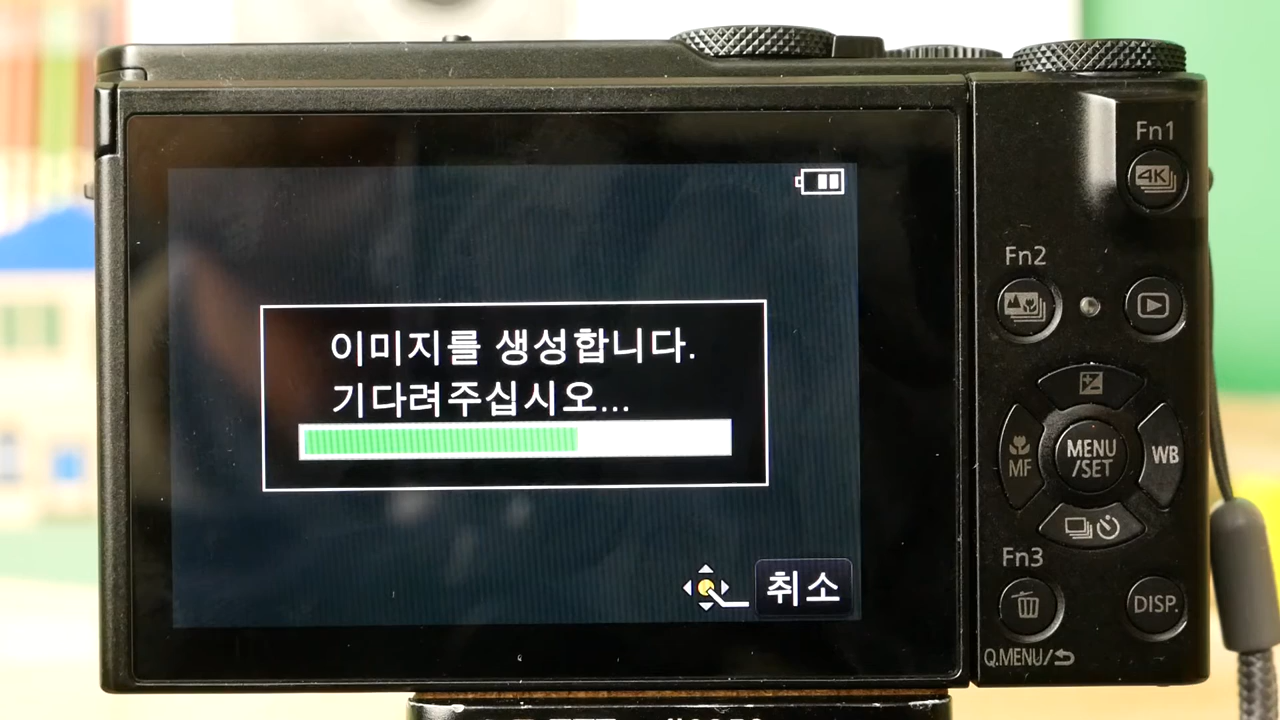 Fn1
4K
Fn2
이미지를 생성합니다.
기다려주십시오...
MENU
/SET
MF
WB
Fn3
취소
DISP.
Q.MENU/